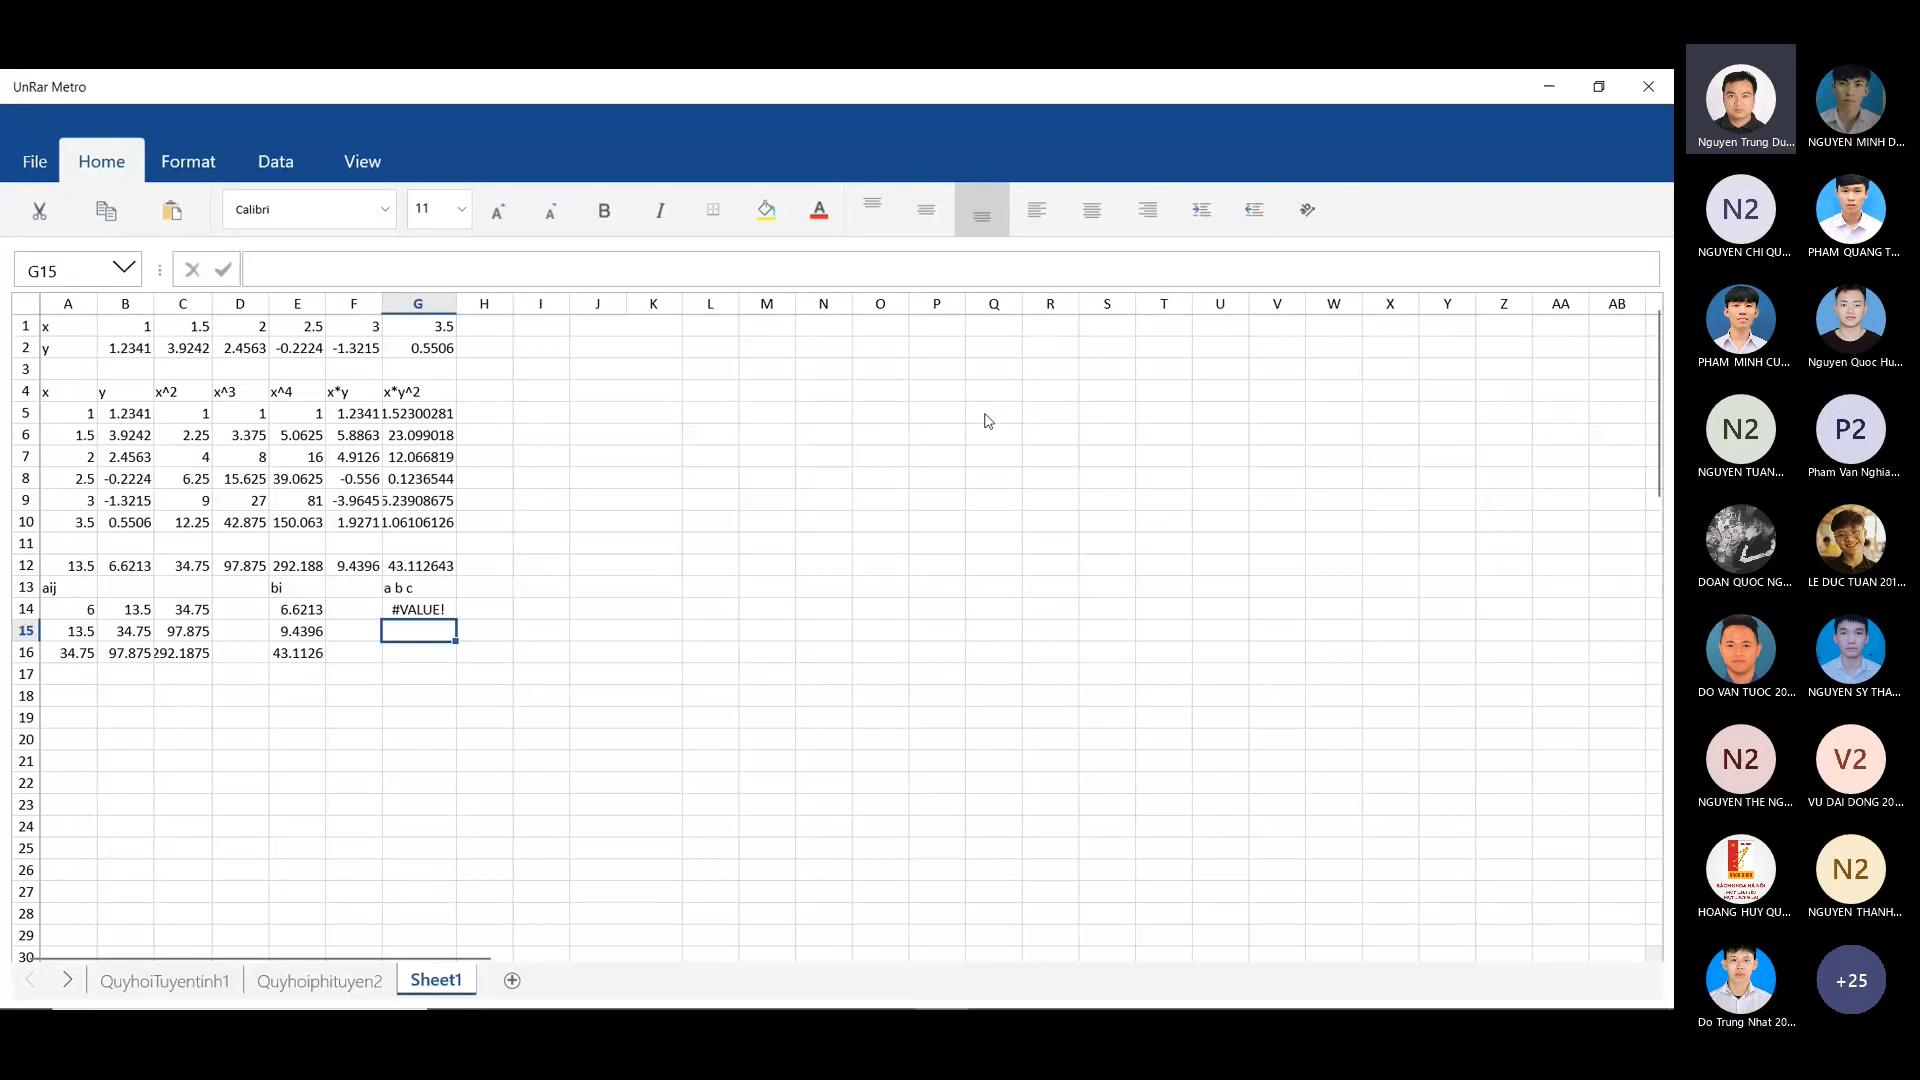 UnRar Metro
File Home Format Data View
Calibri 11 A A B I A
G15
A B C D E F G H I J K L M N O P Q R S T U V W X Y Z AA AB
1 x 1 1.5 2 2.5 3 3.5
2 y 1.2341 3.9242 2.4563 -0.2224 -1.3215 0.5506
3
4 x y x^2 x^3 x^4 x*y x*y^2
5 1 1.2341 1 1 1 1.2341 1.52300281
6 1.5 3.9242 2.25 3.375 5.0625 5.8863 23.099018
7 2 2.4563 4 8 16 4.9126 12.066819
8 2.5 -0.2224 6.25 15.625 39.0625 -0.556 0.1236544
9 3 -1.3215 9 27 81 -3.9645 5.23908675
10 3.5 0.5506 12.25 42.875 150.063 1.9271 1.06106126
11
12 13.5 6.6213 34.75 97.875 292.188 9.4396 43.112643
13 aij bi a b c
14 6 13.5 34.75 6.6213 #VALUE!
15 13.5 34.75 97.875 9.4396
16 34.75 97.875 292.1875 43.1126
17
18
19
20
21
22
23
24
25
26
27
28
29
30
QuyhoiTuyentinh1 Quyhoiphituyen2 Sheet1
Nguyen Trung Du... NGUYEN MINH D...
N2
NGUYEN CHI QU... PHAM QUANG T...
PHAM MINH CU... Nguyen Quoc Hu...
N2 P2
NGUYEN TUAN... Pham Van Nghia...
DOAN QUOC NG... LE DUC TUAN 201...
DO VAN TUOC 20... NGUYEN SY THA...
N2 V2
NGUYEN THE NG... VU DAI DONG 20...
N2
HOANG HUY QU... NGUYEN THANH...
+25
Do Trung Nhat 20...